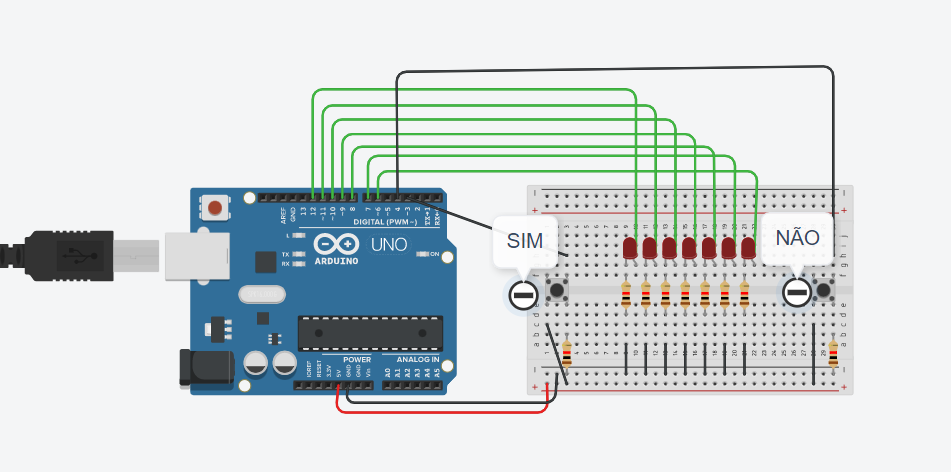 SIM
NÃO
AREF
GND
13
12
~11
~10
~9
8
7
~6
~5
4
~3
2
TX→1
RX←0
DIGITAL (PWM~)
L
TX
RX
UNO
ARDUINO
ON
POWER
ANALOG IN
IOREF
RESET
3.3V
5V
GND
GND
Vin
A0
A1
A2
A3
A4
A5